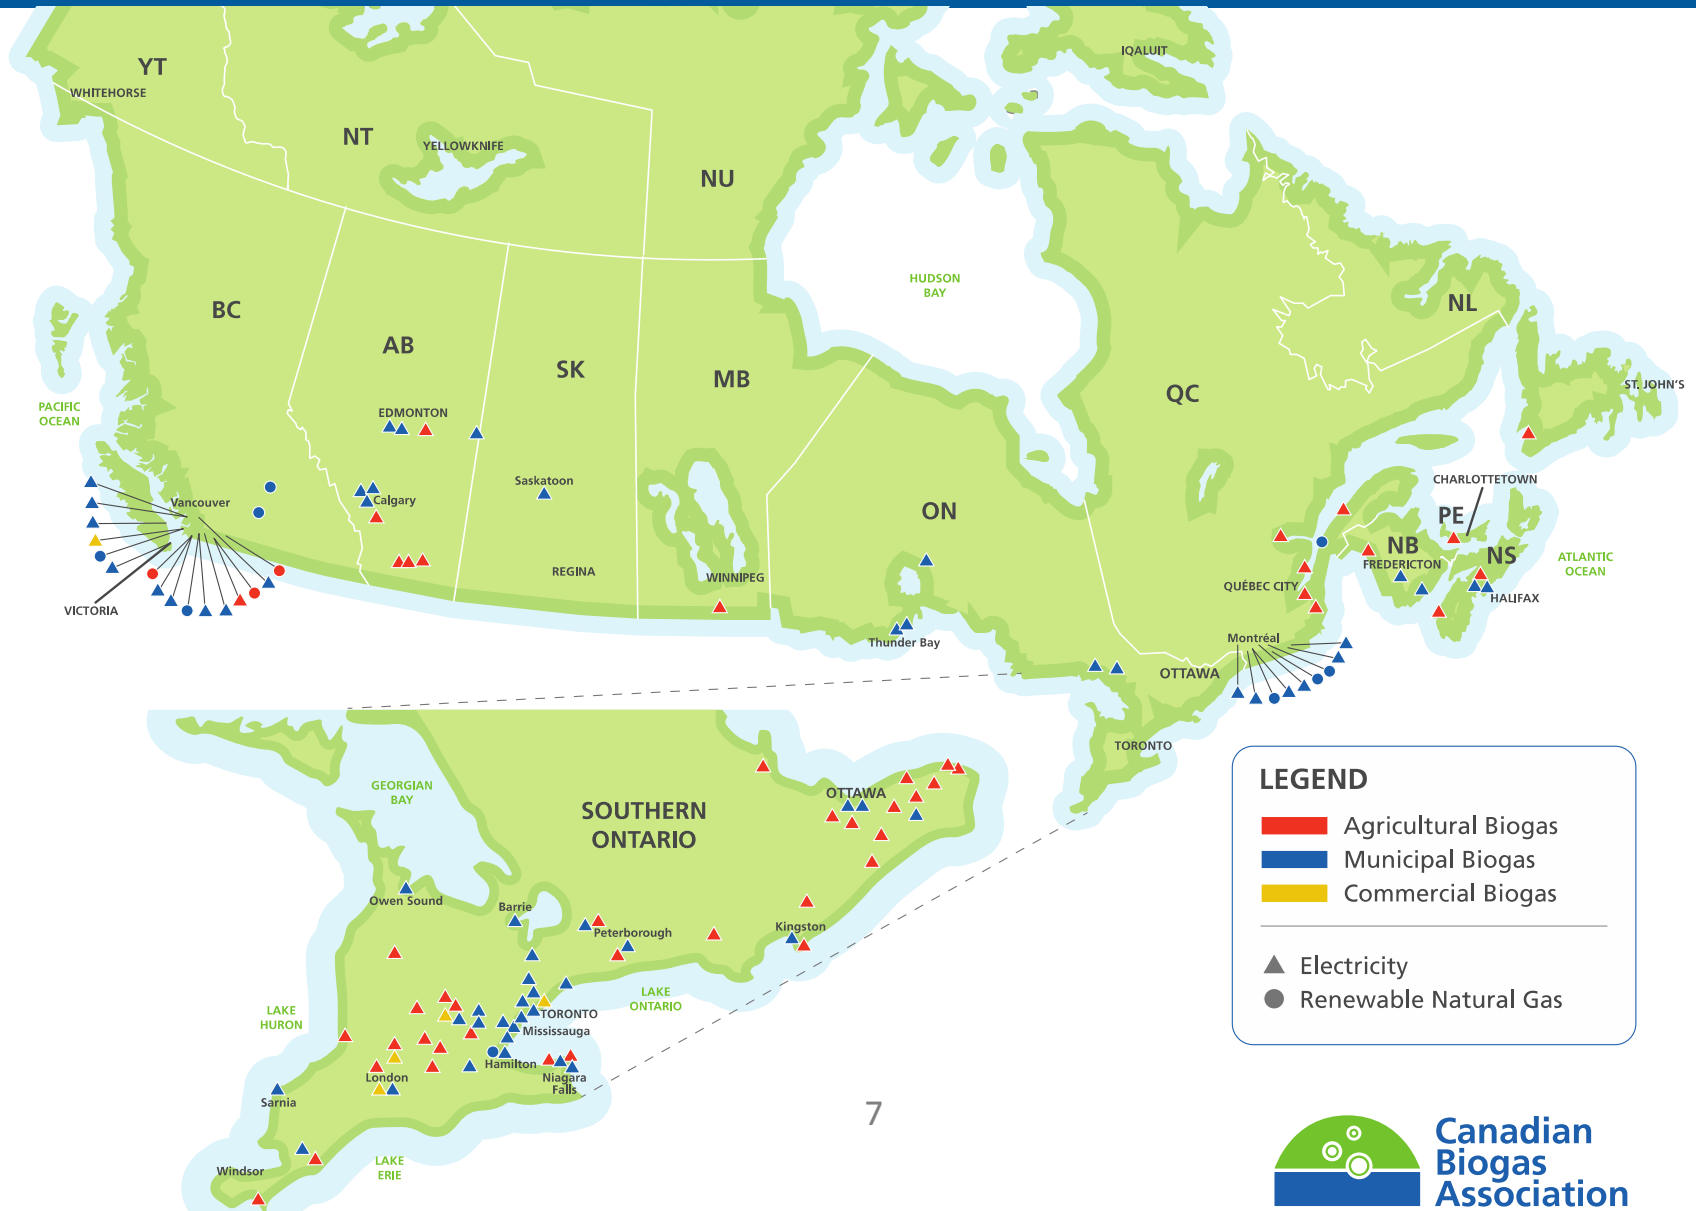 IQALUIT
YT
WHITEHORSE
NT
YELLOWKNIFE
NU
HUDSON
BAY
BC
NL
AB
SK
MB
QC
ST. JOHN'S
PACIFIC
OCEAN
EDMONTON
Saskatoon
CHARLOTTETOWN
Vancouver
Calgary
ON
PE
NB
NS
ATLANTIC
OCEAN
FREDERICTON
REGINA
WINNIPEG
QUÉBEC CITY
HALIFAX
VICTORIA
Thunder Bay
Montréal
OTTAWA
TORONTO
GEORGIAN
BAY
SOUTHERN
ONTARIO
OTTAWA
Owen Sound
Barrie
Peterborough
Kingston
LAKE
ONTARIO
LAKE
HURON
TORONTO
Mississauga
Hamilton
London
Niagara
Falls
Sarnia
LAKE
ERIE
Windsor
LEGEND
Agricultural Biogas
Municipal Biogas
Commercial Biogas
Electricity
Renewable Natural Gas
7
Canadian
Biogas
Association